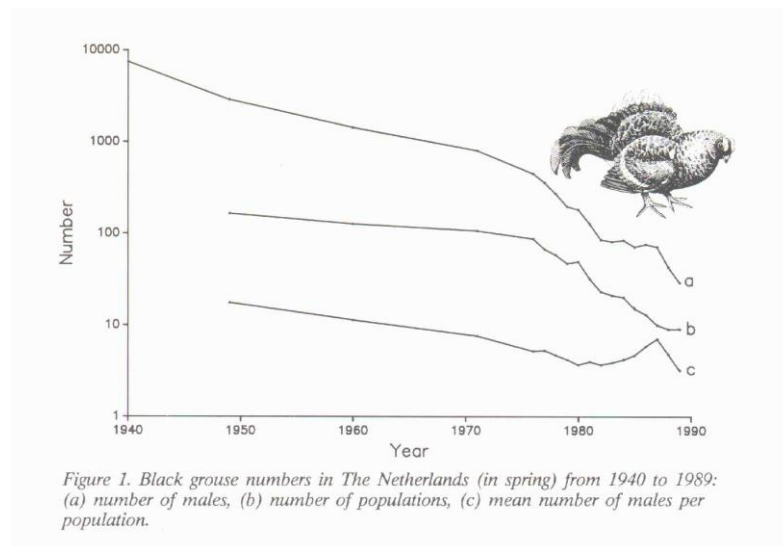 10000
1000
100
10
1
Number
a
b
c
1940
1950
1960
1970
1980
1990
Year
Figure 1. Black grouse numbers in The Netherlands (in spring) from 1940 to 1989:
(a) number of males, (b) number of populations, (c) mean number of males per
population.